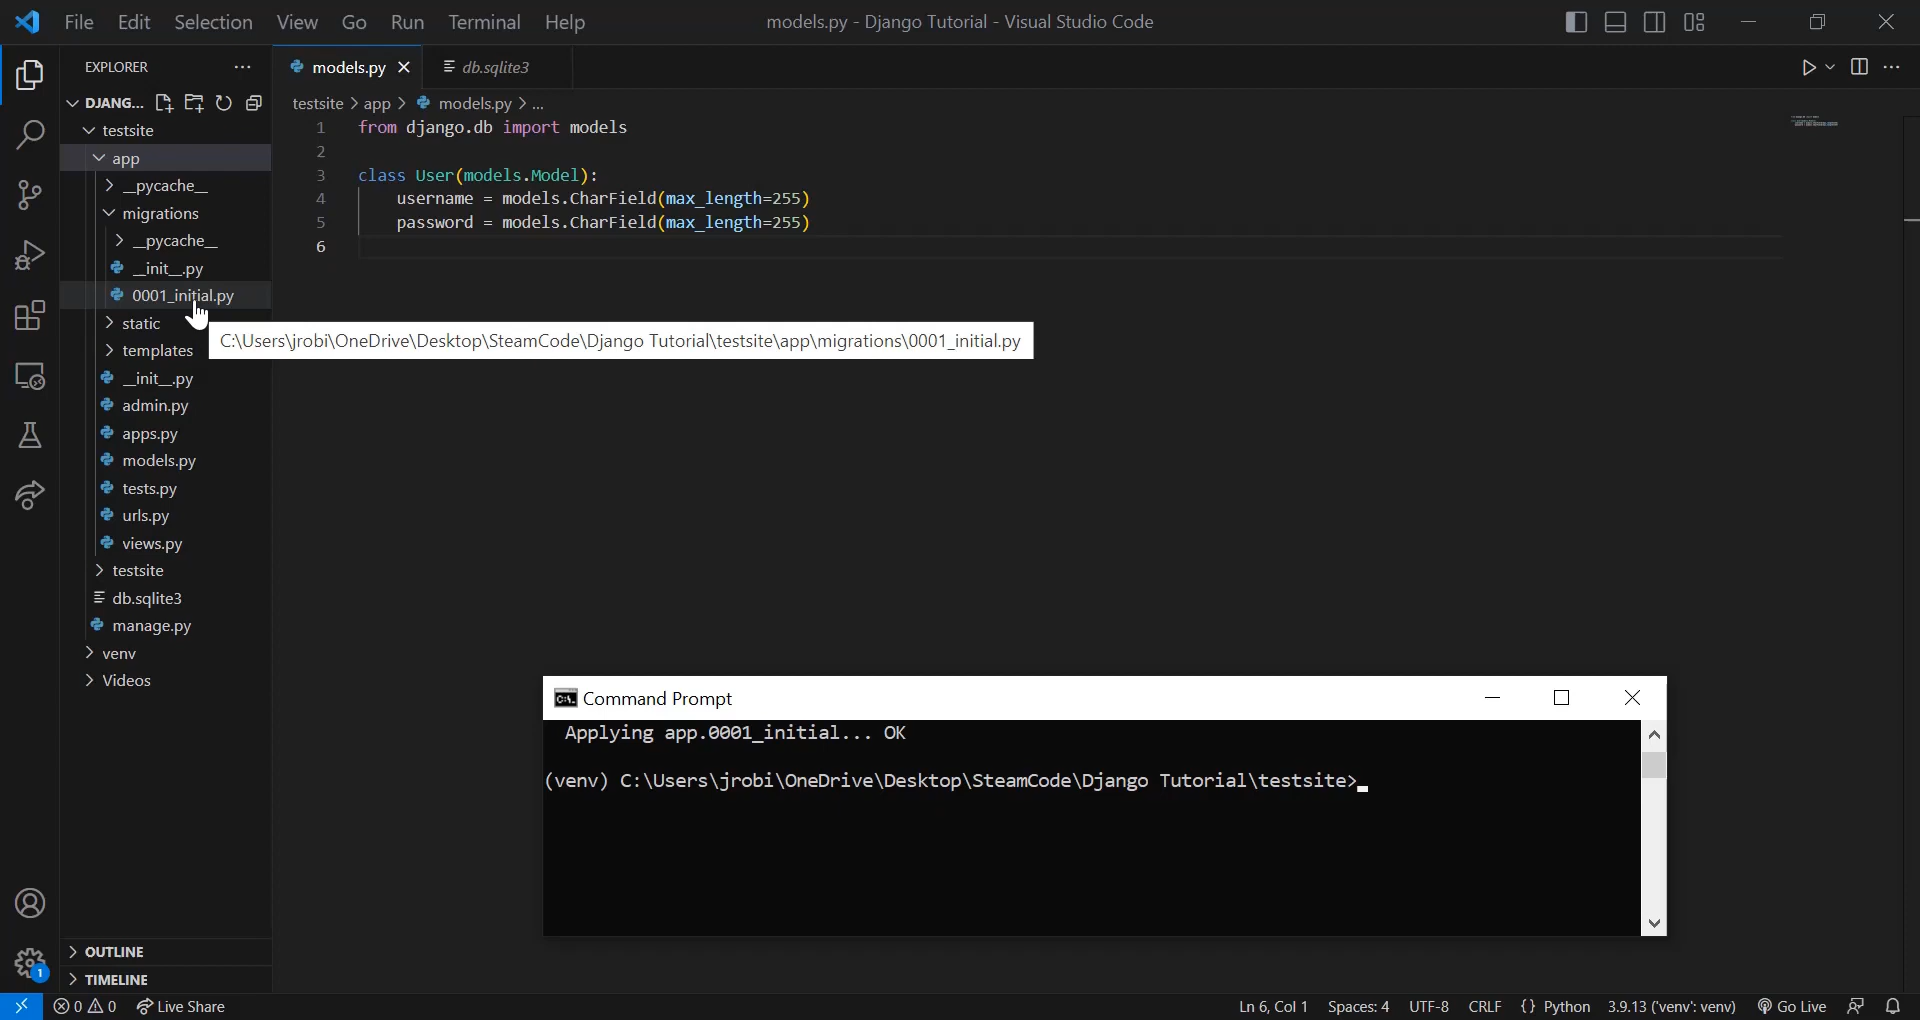 File Edit Selection View Go Run Terminal Help
models.py - Django Tutorial - Visual Studio Code
EXPLORER
DJANG...
testsite
app
__pycache__
migrations
__pycache__
__init__.py
0001_initial.py
static
templates
__init__.py
admin.py
apps.py
models.py
tests.py
urls.py
views.py
testsite
db.sqlite3
manage.py
venv
Videos
OUTLINE
TIMELINE
models.py
db.sqlite3
testsite > app > models.py > ...
1 from django.db import models
2
3 class User(models.Model):
4 username = models.CharField(max_length=255)
5 password = models.CharField(max_length=255)
6
C:\Users\jrobi\OneDrive\Desktop\SteamCode\Django Tutorial\testsite\app\migrations\0001_initial.py
Command Prompt
Applying app.0001_initial... OK
(venv) C:\Users\jrobi\OneDrive\Desktop\SteamCode\Django Tutorial\testsite>_
1
0 0 Live Share
Ln 6, Col 1 Spaces: 4 UTF-8 CRLF {} Python 3.9.13 ('venv': venv) Go Live